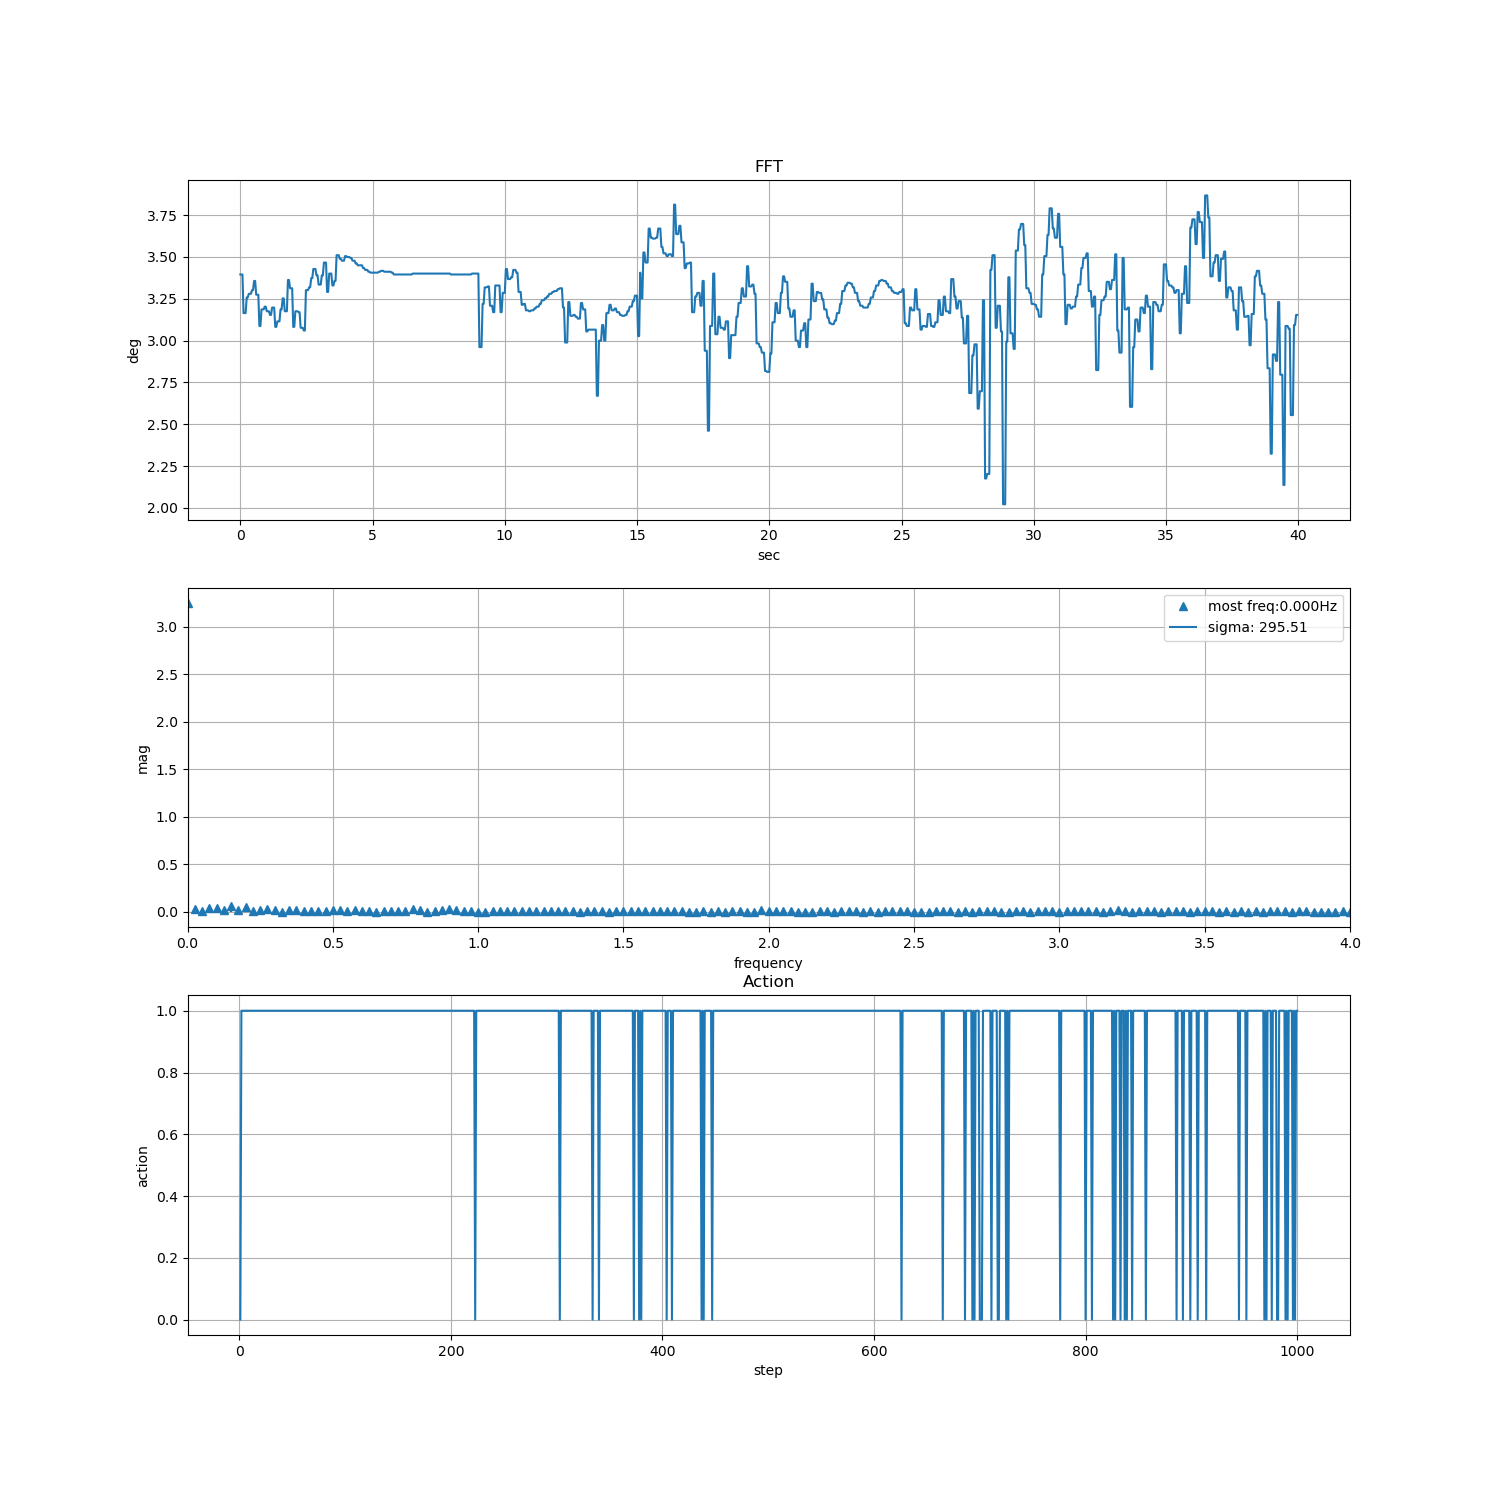 FFT
3.75
3.50
3.25
3.00
2.75
2.50
2.25
2.00
deg
0 5 10 15 20 25 30 35 40
sec
3.0
2.5
2.0
1.5
1.0
0.5
0.0
mag
most freq:0.000Hz
sigma: 295.51
0.0 0.5 1.0 1.5 2.0 2.5 3.0 3.5 4.0
frequency
Action
1.0
0.8
0.6
0.4
0.2
0.0
action
0 200 400 600 800 1000
step